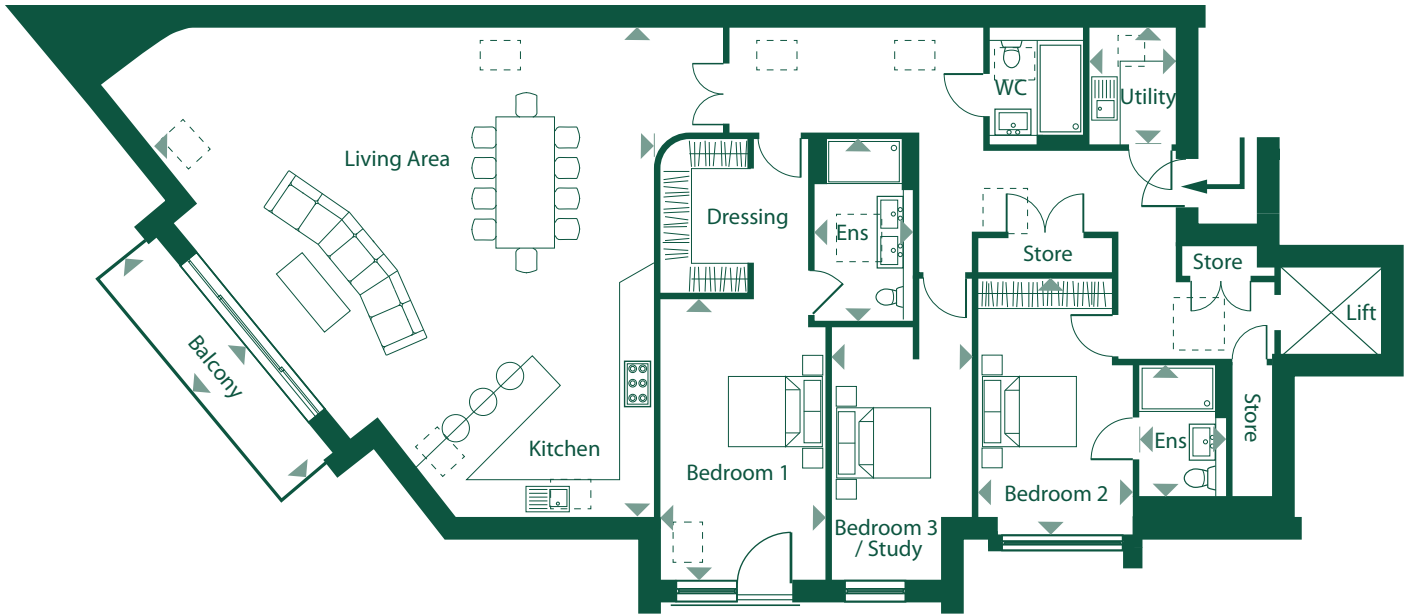 WC
Utility
Living Area
Dressing
Ens
Store
Store
Lift
Balcony
Kitchen
Bedroom 1
Bedroom 3
/ Study
Bedroom 2
Ens
Store